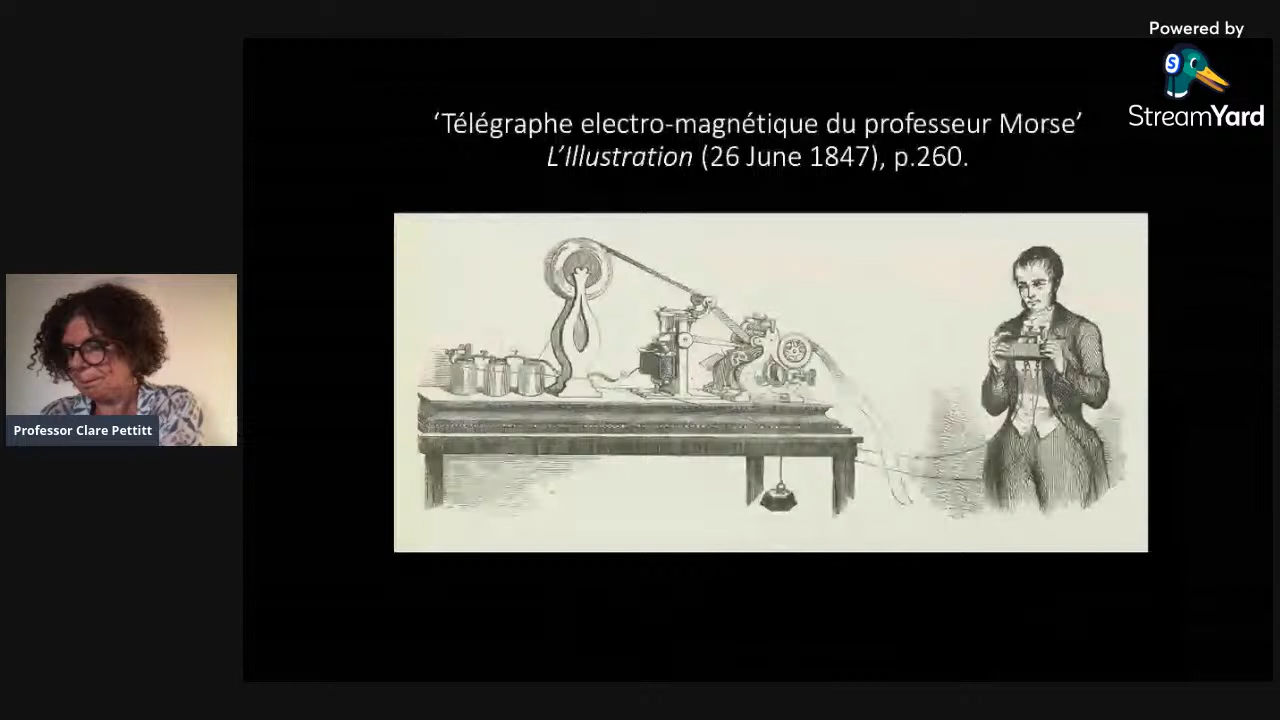 Powered by
S
StreamYard
‘Télégraphe electro-magnétique du professeur Morse’
L’Illustration (26 June 1847), p.260.
Professor Clare Pettitt